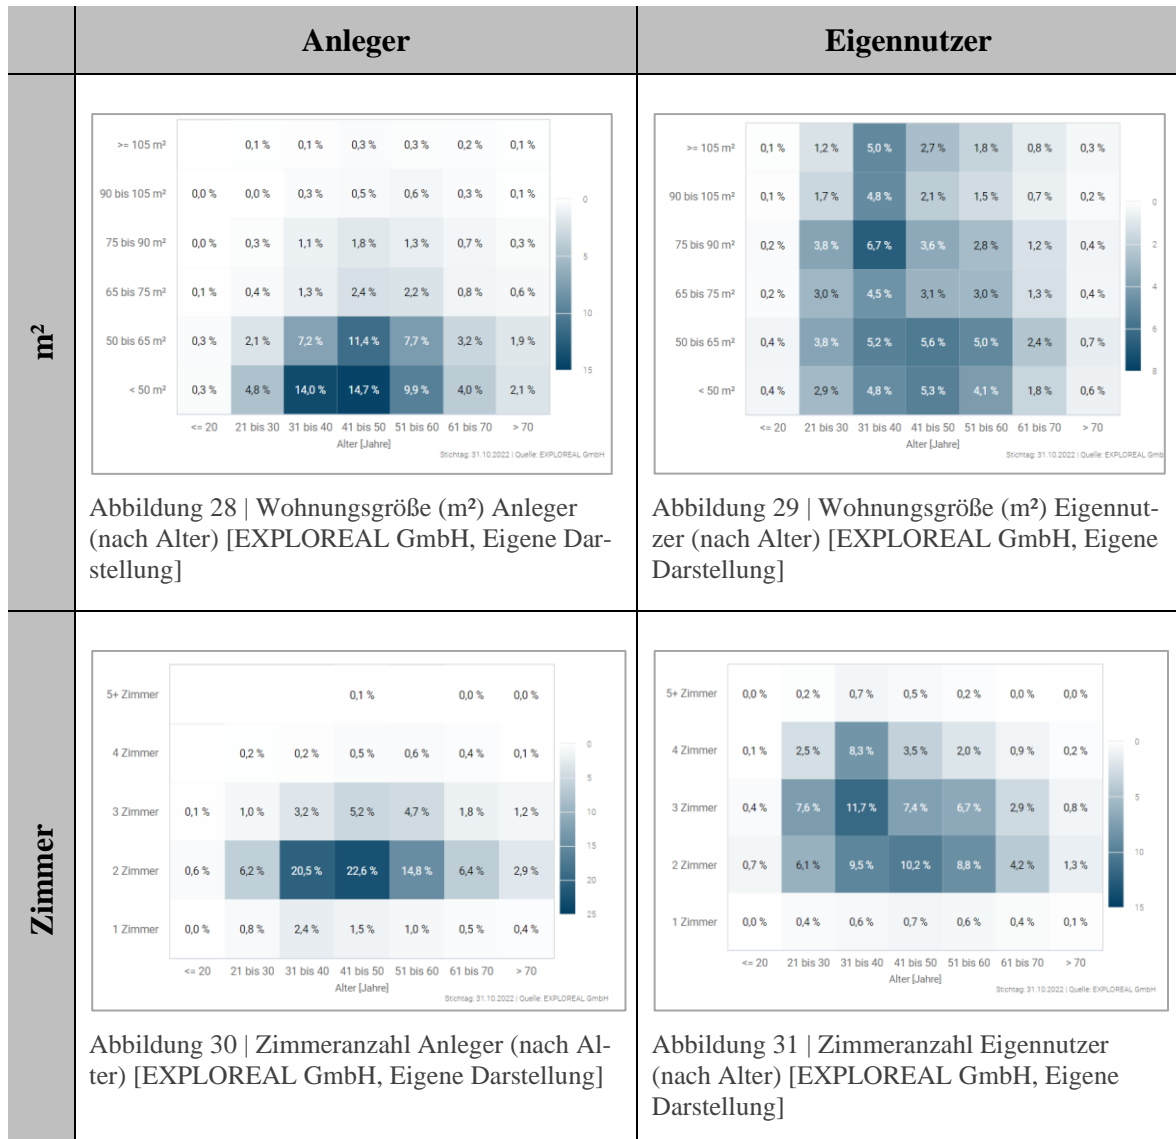 Anleger Eigennutzer
m²
>= 105 m² 0,1 % 0,1 % 0,3 % 0,3 % 0,2 % 0,1 %
90 bis 105 m² 0,0 % 0,0 % 0,3 % 0,5 % 0,6 % 0,3 % 0,1 %
75 bis 90 m² 0,0 % 0,3 % 1,1 % 1,8 % 1,3 % 0,7 % 0,3 %
65 bis 75 m² 0,1 % 0,4 % 1,3 % 2,4 % 2,2 % 0,8 % 0,6 %
50 bis 65 m² 0,3 % 2,1 % 7,2 % 11,4 % 7,7 % 3,2 % 1,9 %
< 50 m² 0,3 % 4,8 % 14,0 % 14,7 % 9,9 % 4,0 % 2,1 %
<= 20 21 bis 30 31 bis 40 41 bis 50 51 bis 60 61 bis 70 > 70
Alter [Jahre]
0
5
10
15
Stichtag: 31.10.2022 | Quelle: EXPLOREAL GmbH
Abbildung 28 | Wohnungsgröße (m²) Anleger
(nach Alter) [EXPLOREAL GmbH, Eigene Dar-
stellung]
>= 105 m² 0,1 % 1,2 % 5,0 % 2,7 % 1,8 % 0,8 % 0,3 %
90 bis 105 m² 0,1 % 1,7 % 4,8 % 2,1 % 1,5 % 0,7 % 0,2 %
75 bis 90 m² 0,2 % 3,8 % 6,7 % 3,6 % 2,8 % 1,2 % 0,4 %
65 bis 75 m² 0,2 % 3,0 % 4,5 % 3,1 % 3,0 % 1,3 % 0,4 %
50 bis 65 m² 0,4 % 3,8 % 5,2 % 5,6 % 5,0 % 2,4 % 0,7 %
< 50 m² 0,4 % 2,9 % 4,8 % 5,3 % 4,1 % 1,8 % 0,6 %
<= 20 21 bis 30 31 bis 40 41 bis 50 51 bis 60 61 bis 70 > 70
Alter [Jahre]
0
2
4
6
8
Stichtag: 31.10.2022 | Quelle: EXPLOREAL Gmb
Abbildung 29 | Wohnungsgröße (m²) Eigennut-
zer (nach Alter) [EXPLOREAL GmbH, Eigene
Darstellung]
Zimmer
5+ Zimmer 0,1 % 0,0 % 0,0 %
4 Zimmer 0,2 % 0,2 % 0,5 % 0,6 % 0,4 % 0,1 %
3 Zimmer 0,1 % 1,0 % 3,2 % 5,2 % 4,7 % 1,8 % 1,2 %
2 Zimmer 0,6 % 6,2 % 20,5 % 22,6 % 14,8 % 6,4 % 2,9 %
1 Zimmer 0,0 % 0,8 % 2,4 % 1,5 % 1,0 % 0,5 % 0,4 %
<= 20 21 bis 30 31 bis 40 41 bis 50 51 bis 60 61 bis 70 > 70
Alter [Jahre]
0
5
10
15
20
25
Stichtag: 31.10.2022 | Quelle: EXPLOREAL GmbH
Abbildung 30 | Zimmeranzahl Anleger (nach Al-
ter) [EXPLOREAL GmbH, Eigene Darstellung]
5+ Zimmer 0,0 % 0,2 % 0,7 % 0,5 % 0,2 % 0,0 % 0,0 %
4 Zimmer 0,1 % 2,5 % 8,3 % 3,5 % 2,0 % 0,9 % 0,2 %
3 Zimmer 0,4 % 7,6 % 11,7 % 7,4 % 6,7 % 2,9 % 0,8 %
2 Zimmer 0,7 % 6,1 % 9,5 % 10,2 % 8,8 % 4,2 % 1,3 %
1 Zimmer 0,0 % 0,4 % 0,6 % 0,7 % 0,6 % 0,4 % 0,1 %
<= 20 21 bis 30 31 bis 40 41 bis 50 51 bis 60 61 bis 70 > 70
Alter [Jahre]
0
5
10
15
Stichtag: 31.10.2022 | Quelle: EXPLOREAL GmbH
Abbildung 31 | Zimmeranzahl Eigennutzer
(nach Alter) [EXPLOREAL GmbH, Eigene
Darstellung]